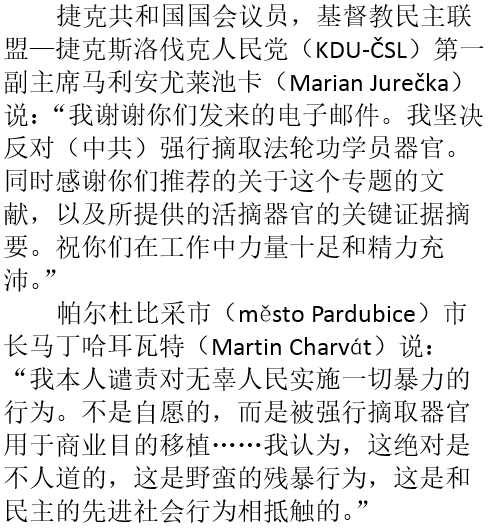 捷克共和国国会议员，基督教民主联
盟—捷克斯洛伐克人民党（KDU-ČSL）第一
副主席马利安尤莱池卡（Marian Jurečka）
说：“我谢谢你们发来的电子邮件。我坚决
反对（中共）强行摘取法轮功学员器官。
同时感谢你们推荐的关于这个专题的文
献，以及所提供的活摘器官的关键证据摘
要。祝你们在工作中力量十足和精力充
沛。”
帕尔杜比采市（město Pardubice）市
长马丁哈耳瓦特（Martin Charvát）说：
“我本人谴责对无辜人民实施一切暴力的
行为。不是自愿的，而是被强行摘取器官
用于商业目的移植……我认为，这绝对是
不人道的，这是野蛮的残暴行为，这是和
民主的先进社会行为相抵触的。”